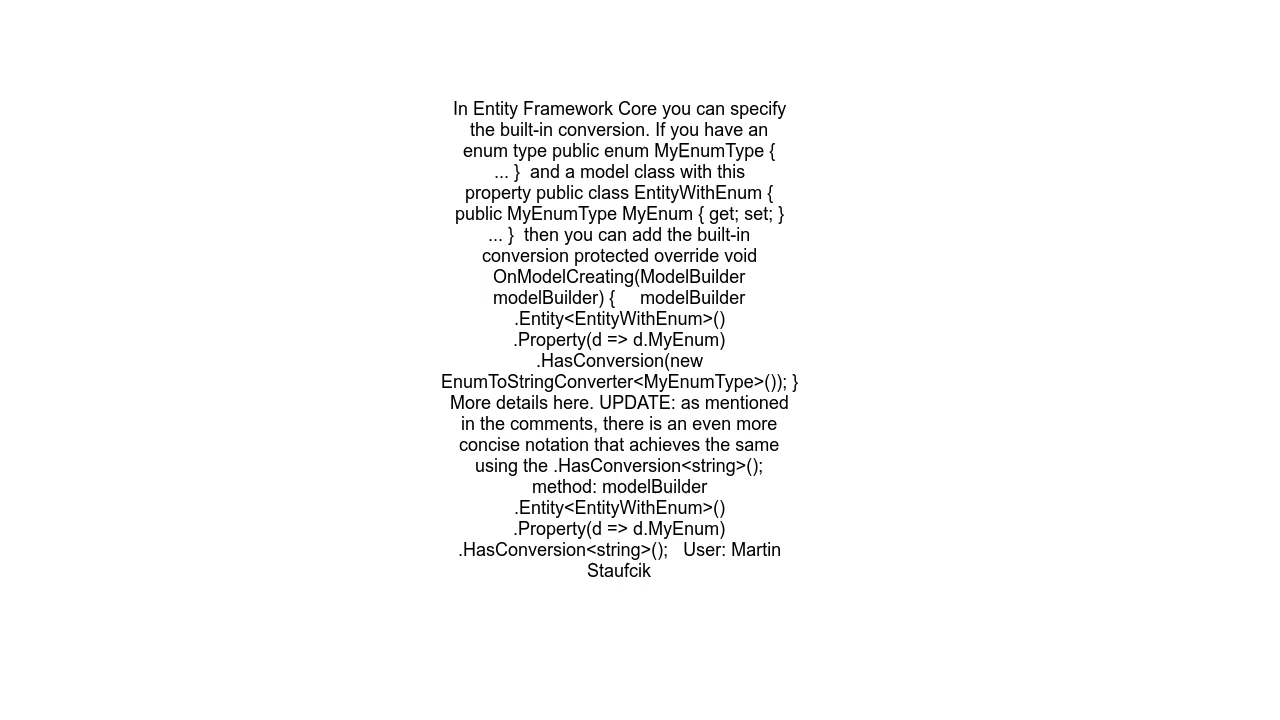 In Entity Framework Core you can specify
the built-in conversion. If you have an
enum type public enum MyEnumType {
... }  and a model class with this
property public class EntityWithEnum {
public MyEnumType MyEnum { get; set; }
... }  then you can add the built-in
conversion protected override void
OnModelCreating(ModelBuilder
modelBuilder) {     modelBuilder
.Entity<EntityWithEnum>()
.Property(d => d.MyEnum)
.HasConversion(new
EnumToStringConverter<MyEnumType>()); }
More details here. UPDATE: as mentioned
in the comments, there is an even more
concise notation that achieves the same
using the .HasConversion<string>();
method: modelBuilder
.Entity<EntityWithEnum>()
.Property(d => d.MyEnum)
.HasConversion<string>();   User: Martin
Staufcik